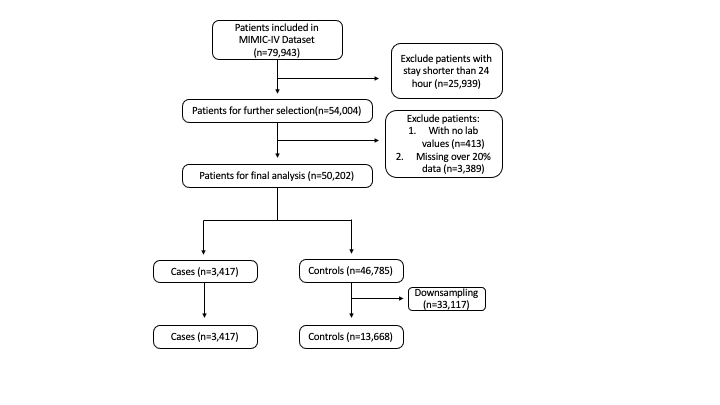 Patients included in
MIMIC-IV Dataset
(n=79,943)
Exclude patients with
stay shorter than 24
hour (n=25,939)
Patients for further selection(n=54,004)
Exclude patients:
1. With no lab
values (n=413)
2. Missing over 20%
data (n=3,389)
Patients for final analysis (n=50,202)
Cases (n=3,417)
Controls (n=46,785)
Downsampling
(n=33,117)
Cases (n=3,417)
Controls (n=13,668)